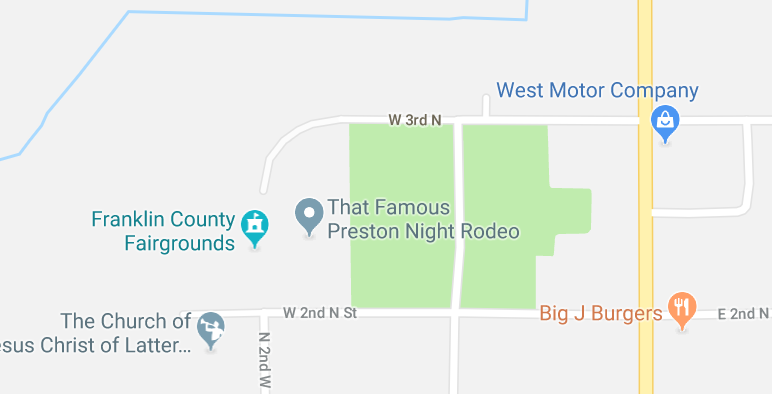 West Motor Company
W 3rd N
That Famous
Preston Night Rodeo
Franklin County
Fairgrounds
W 2nd N St
Big J Burgers
E 2nd N
The Church of
esus Christ of Latter...
N 2nd W